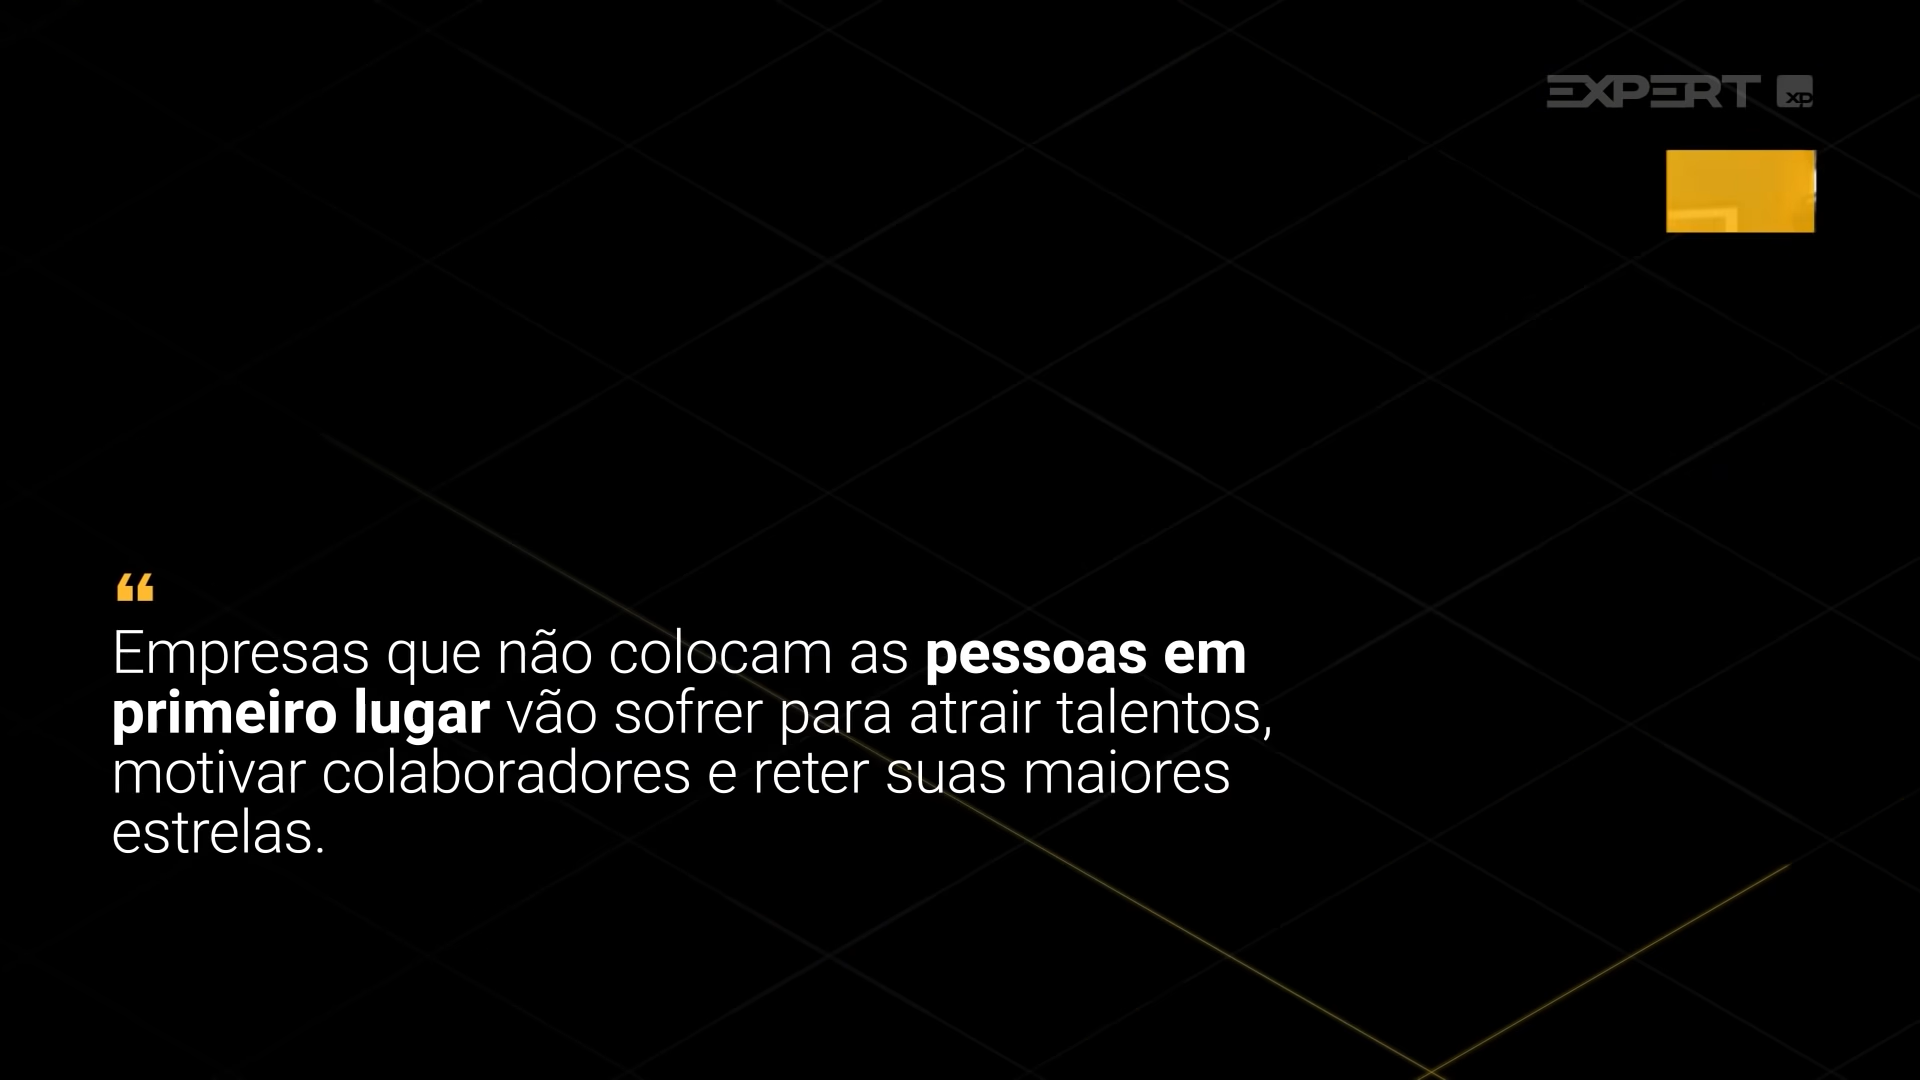 EXPERT xp
“
Empresas que não colocam as pessoas em
primeiro lugar vão sofrer para atrair talentos,
motivar colaboradores e reter suas maiores
estrelas.